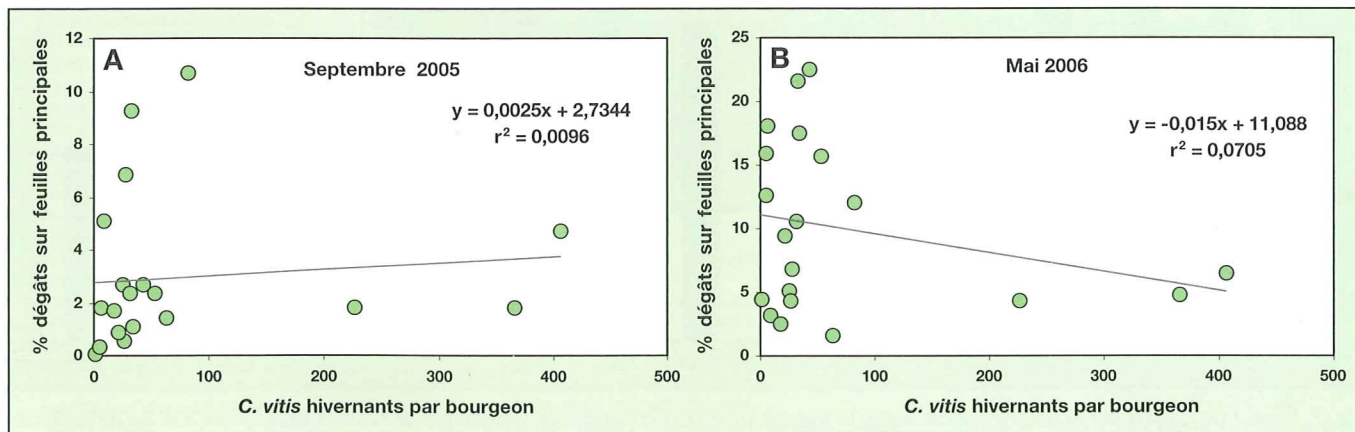 A
Septembre 2005
y = 0,0025x + 2,7344
r² = 0,0096
% dégâts sur feuilles principales
12
10
8
6
4
2
0
0 100 200 300 400 500
C. vitis hivernants par bourgeon
B
Mai 2006
y = -0,015x + 11,088
r² = 0,0705
% dégâts sur feuilles principales
25
20
15
10
5
0
0 100 200 300 400 500
C. vitis hivernants par bourgeon